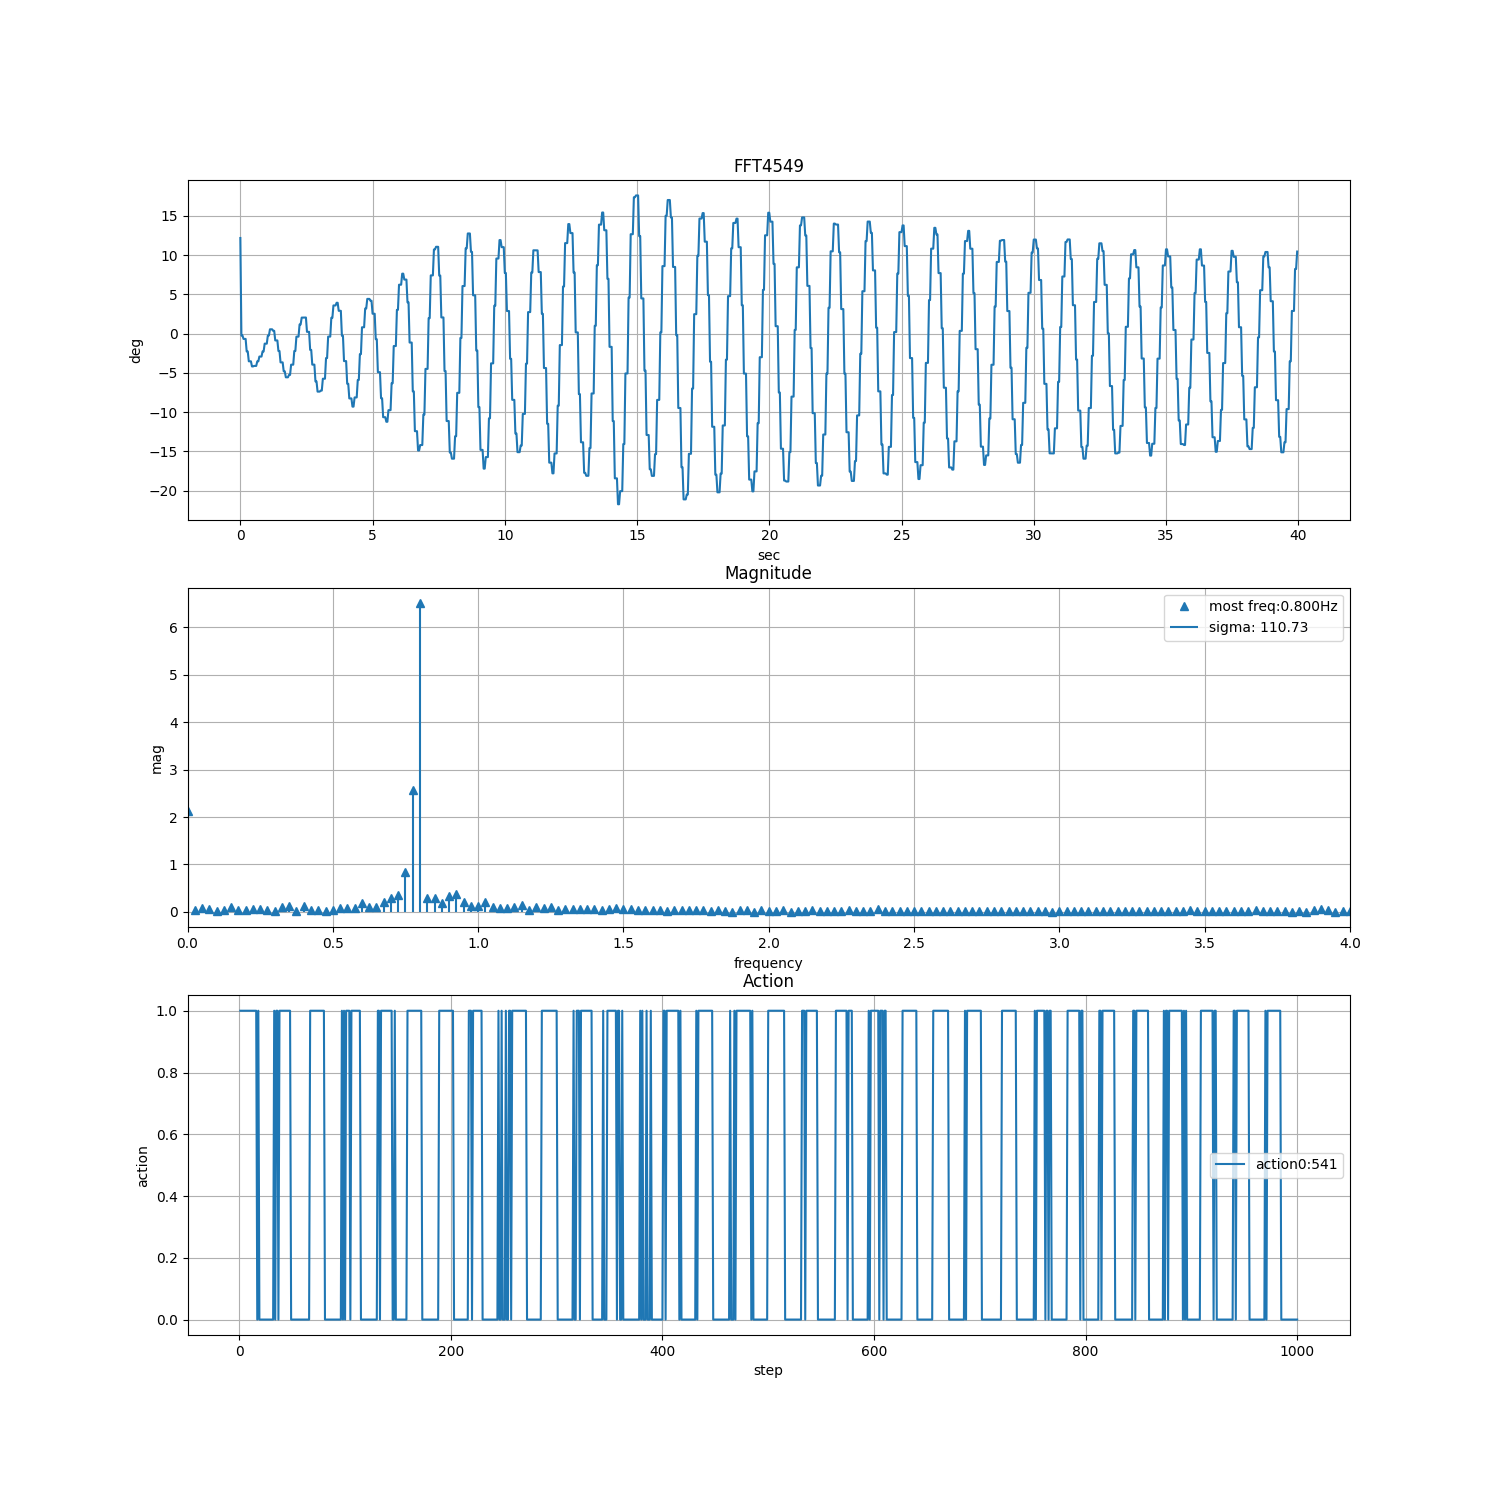 FFT4549
15
10
5
0
−5
−10
−15
−20
deg
0 5 10 15 20 25 30 35 40
sec
Magnitude
most freq:0.800Hz
sigma: 110.73
6
5
4
3
2
1
0
mag
0.0 0.5 1.0 1.5 2.0 2.5 3.0 3.5 4.0
frequency
Action
1.0
0.8
0.6
0.4
0.2
0.0
action
action0:541
0 200 400 600 800 1000
step